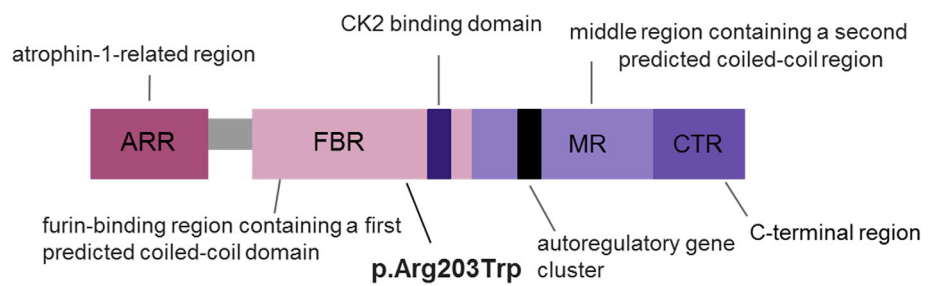 CK2 binding domain
atrophin-1-related region
middle region containing a second
predicted coiled-coil region
ARR
FBR
MR
CTR
furin-binding region containing a first
predicted coiled-coil domain
p.Arg203Trp
autoregulatory gene
cluster
C-terminal region